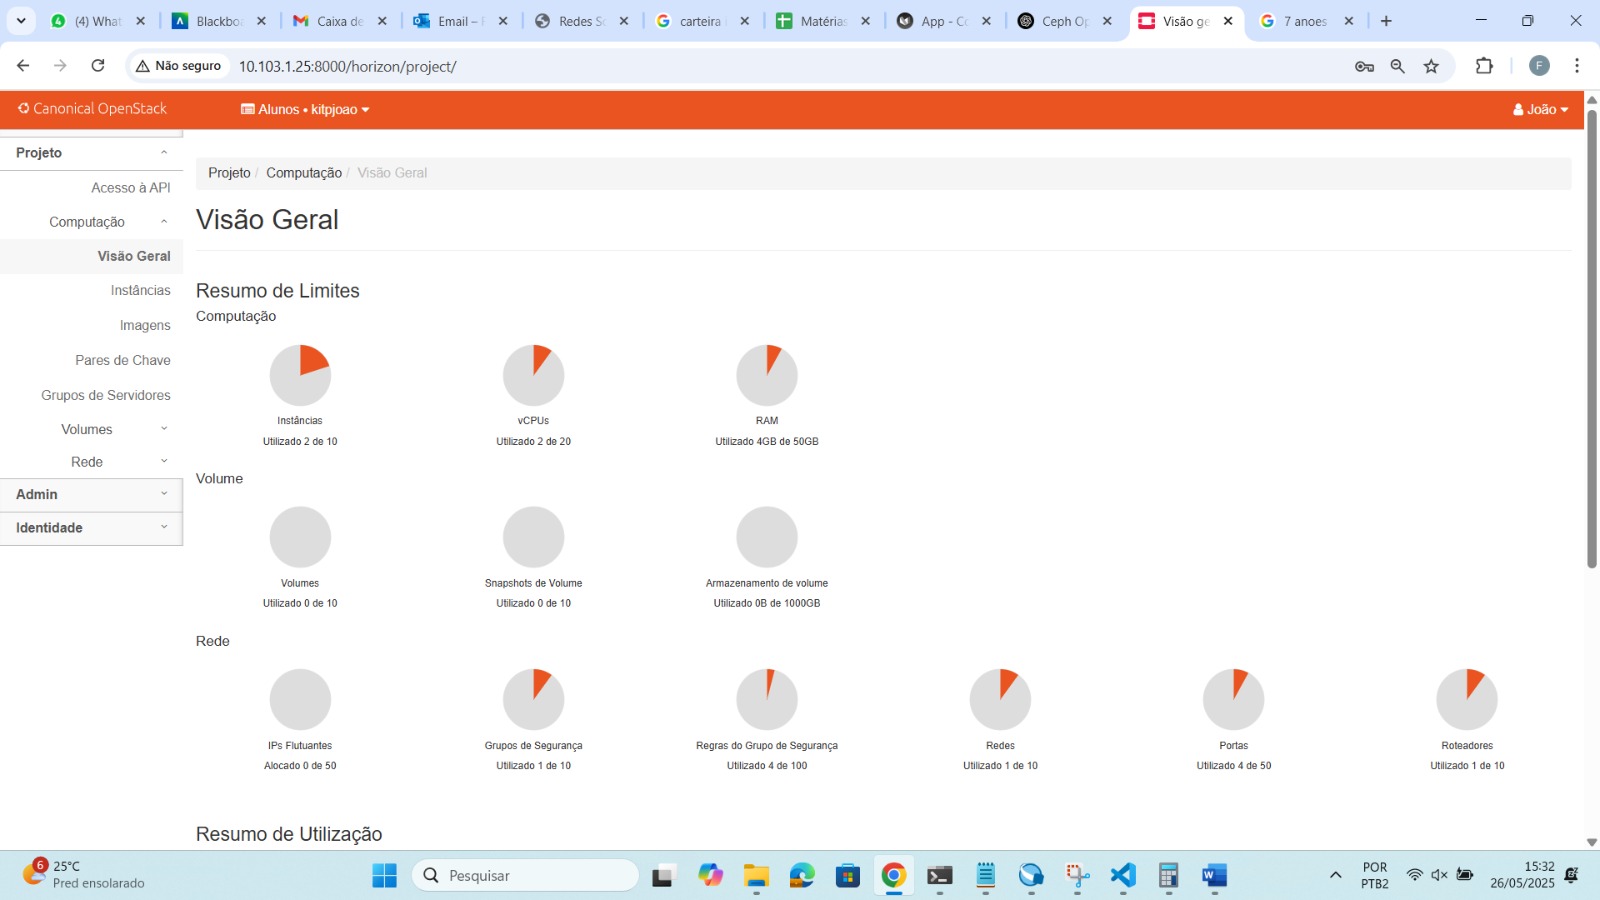 (4) What
Blackboa
Caixa de
Email –
Redes So
carteira
Matérias
App - Co
Ceph Op
Visão ge
7 anoes
Não seguro
10.103.1.25:8000/horizon/project/
F
Canonical OpenStack
Alunos • kitpjoao
João
Projeto
Acesso à API
Computação
Visão Geral
Instâncias
Imagens
Pares de Chave
Grupos de Servidores
Volumes
Rede
Admin
Identidade
Projeto / Computação / Visão Geral
Visão Geral
Resumo de Limites
Computação
Instâncias
Utilizado 2 de 10
vCPUs
Utilizado 2 de 20
RAM
Utilizado 4GB de 50GB
Volume
Volumes
Utilizado 0 de 10
Snapshots de Volume
Utilizado 0 de 10
Armazenamento de volume
Utilizado 0B de 1000GB
Rede
IPs Flutuantes
Alocado 0 de 50
Grupos de Segurança
Utilizado 1 de 10
Regras do Grupo de Segurança
Utilizado 4 de 100
Redes
Utilizado 1 de 10
Portas
Utilizado 4 de 50
Roteadores
Utilizado 1 de 10
Resumo de Utilização
6
25°C
Pred ensolarado
Pesquisar
POR
PTB2
15:32
26/05/2025